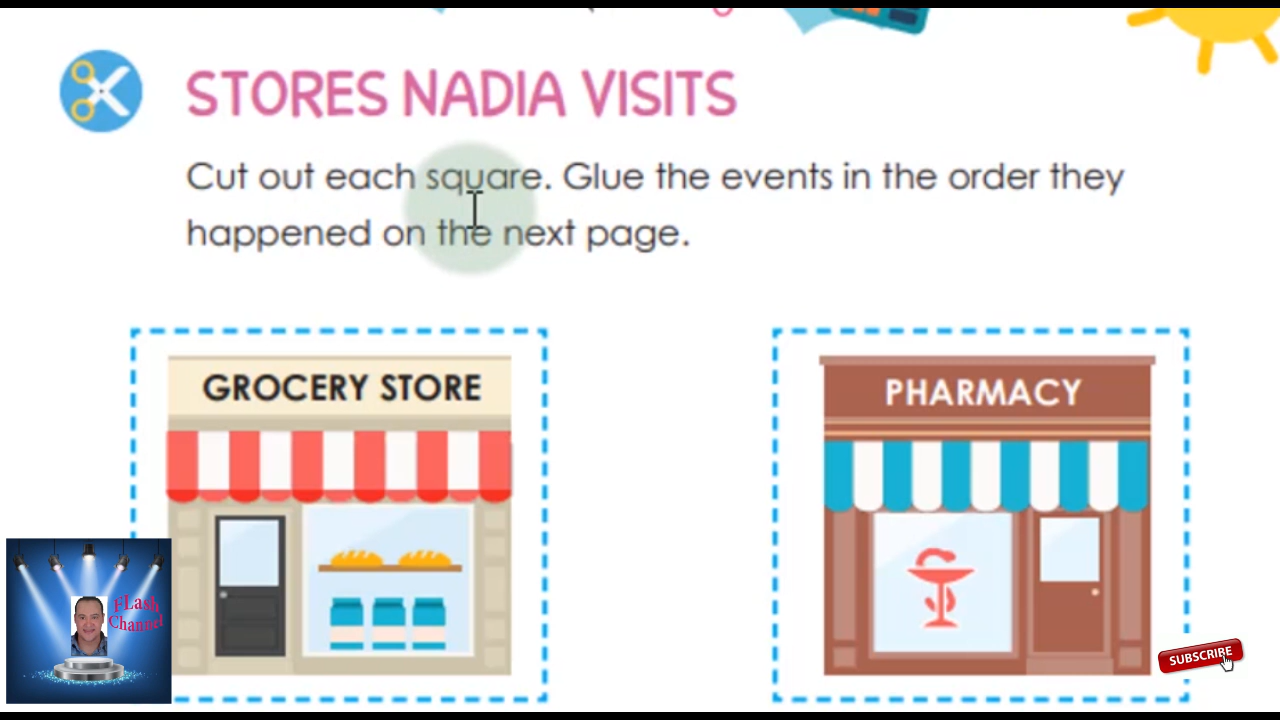 STORES NADIA VISITS
Cut out each square. Glue the events in the order they
happened on the next page.
GROCERY STORE
PHARMACY
FLash
Channel
SUBSCRIBE